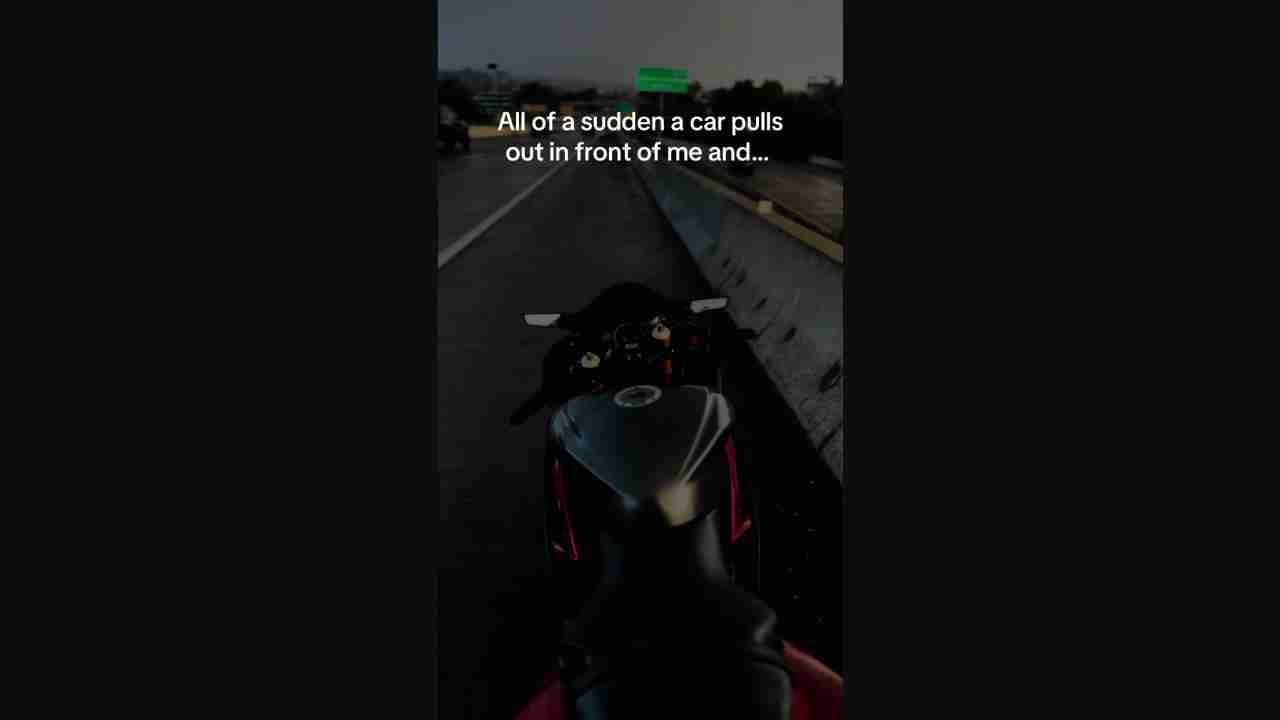 All of a sudden a car pulls
out in front of me and...